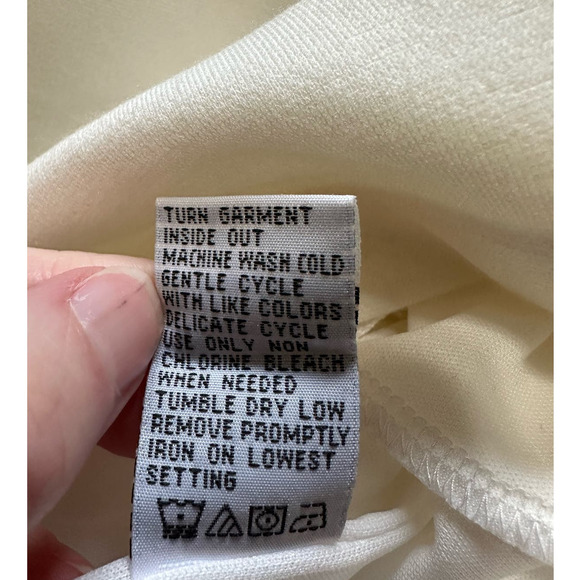 TURN GARMENT
INSIDE OUT
MACHINE WASH COLD
GENTLE CYCLE
WITH LIKE COLORS
DELICATE CYCLE
USE ONLY NON
CHLORINE BLEACH
WHEN NEEDED
TUMBLE DRY LOW
REMOVE PROMPTLY
IRON ON LOWEST
SETTING